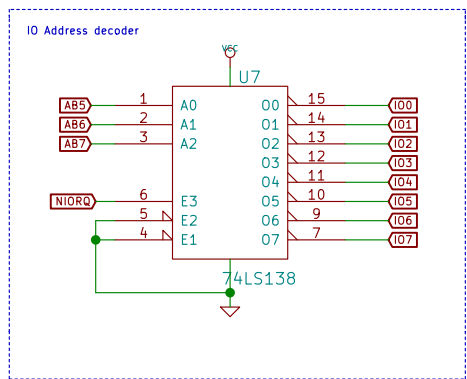 IO Address decoder
VCC
U7
AB5 1 A0 O0 15 IO0
AB6 2 A1 O1 14 IO1
AB7 3 A2 O2 13 IO2
O3 12 IO3
O4 11 IO4
NIORQ 6 E3 O5 10 IO5
5 E2 O6 9 IO6
4 E1 O7 7 IO7
74LS138